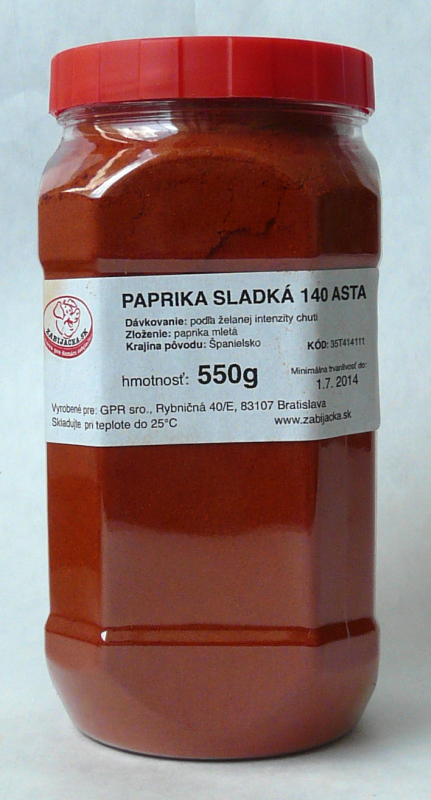 PAPRIKA SLADKÁ 140 ASTA
Dávkovanie: podľa želanej intenzity chuti
Zloženie: paprika mletá
Krajina pôvodu: Španielsko
KÓD: 35T414111
hmotnosť: 550g
Minimálna trvanlivosť do:
1.7. 2014
Vyrobené pre: GPR sro., Rybničná 40/E, 83107 Bratislava
Skladujte pri teplote do 25°C
www.zabijacka.sk
ZABIJAČKA.SK